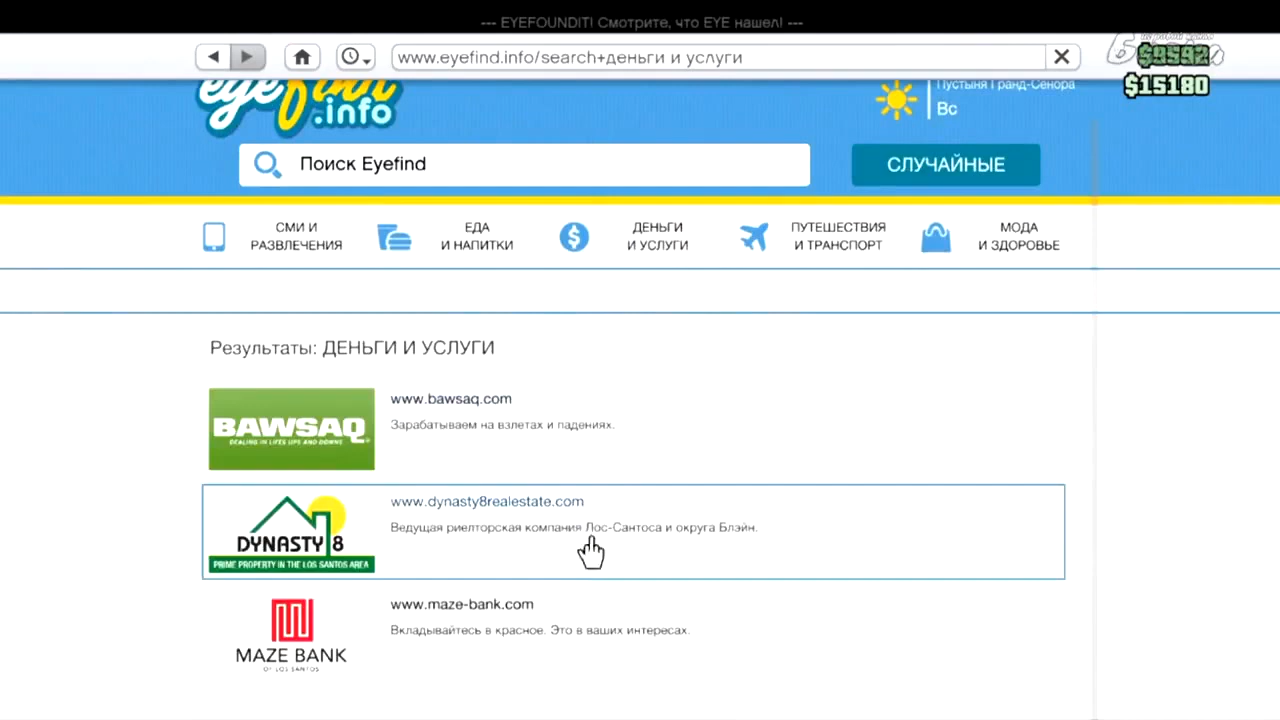 --- EYEFOUNDIT! Смотрите, что EYE нашел! ---
www.eyefind.info/search+деньги и услуги
$9592
$15180
eyefind
.info
Пустыня Гранд-Сенора
Вс
Поиск Eyefind
СЛУЧАЙНЫЕ
СМИ И
РАЗВЛЕЧЕНИЯ
ЕДА
И НАПИТКИ
ДЕНЬГИ
И УСЛУГИ
ПУТЕШЕСТВИЯ
И ТРАНСПОРТ
МОДА
И ЗДОРОВЬЕ
Результаты: ДЕНЬГИ И УСЛУГИ
BAWSAQ
DEALING IN LIFES UPS AND DOWNS
www.bawsaq.com
Зарабатываем на взлетах и падениях.
DYNASTY 8
PRIME PROPERTY IN THE LOS SANTOS AREA
www.dynasty8realestate.com
Ведущая риелторская компания Лос-Сантоса и округа Блэйн.
MAZE BANK
OF LOS SANTOS
www.maze-bank.com
Вкладывайтесь в красное. Это в ваших интересах.